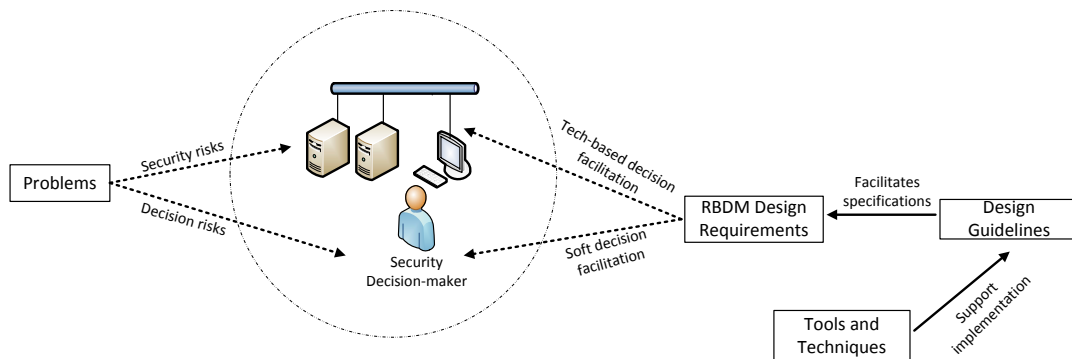 Problems
Security risks
Decision risks
Security
Decision-maker
Tech-based decision
facilitation
Soft decision
facilitation
RBDM Design
Requirements
Facilitates
specifications
Design
Guidelines
Support
implementation
Tools and
Techniques